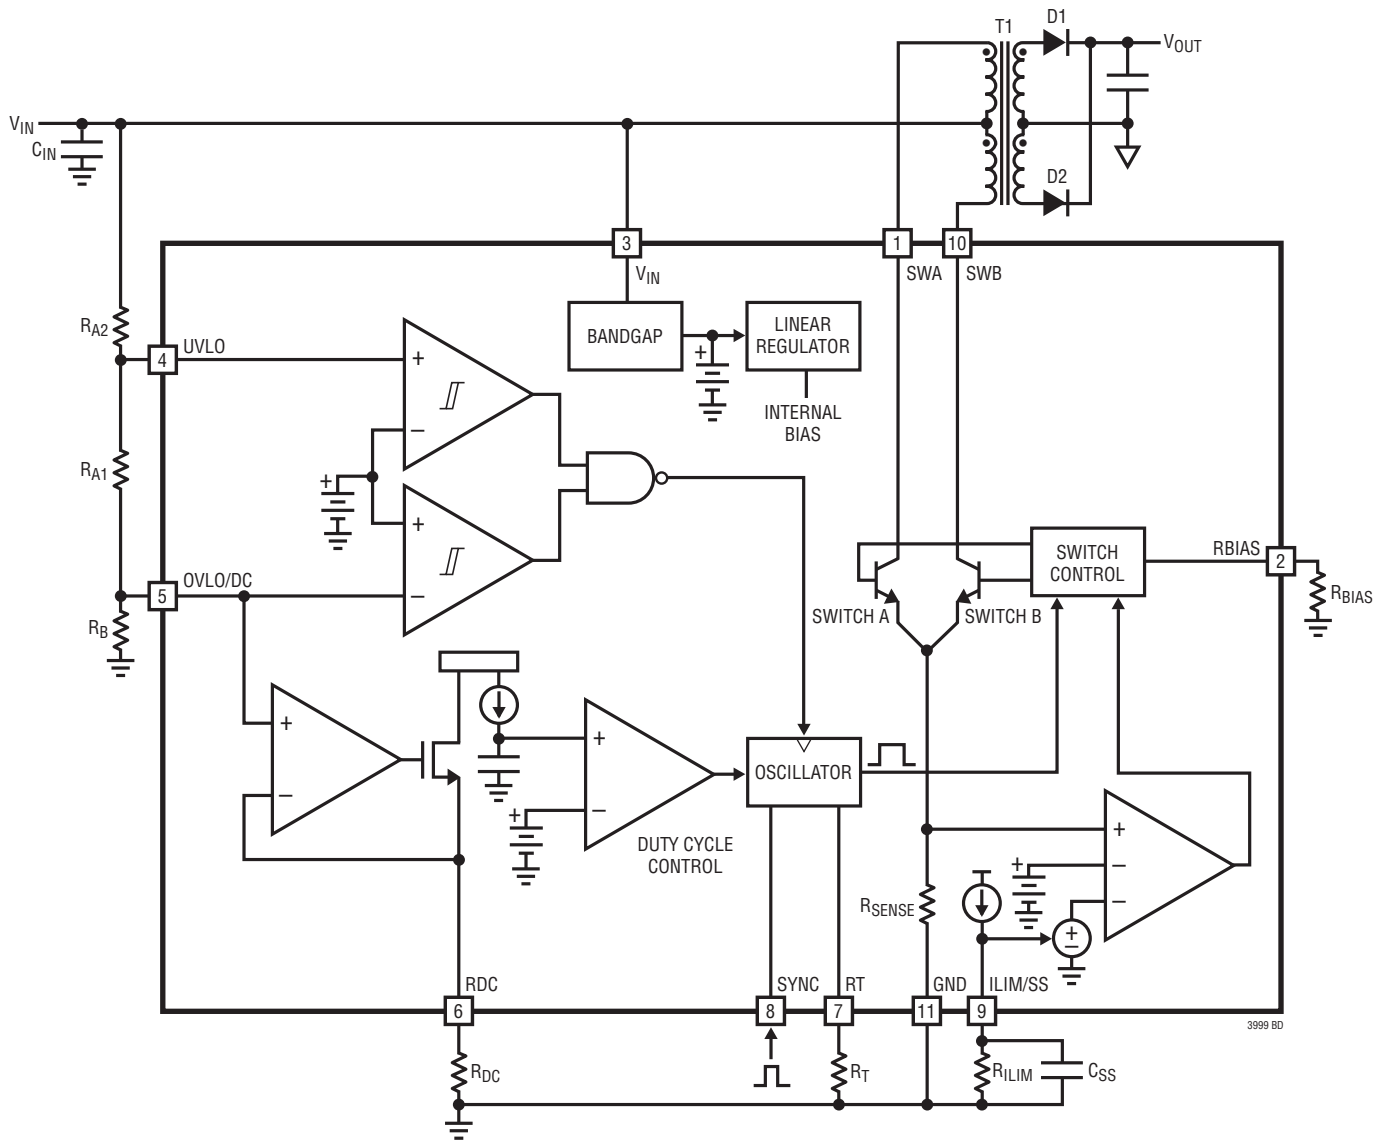 T1
D1
VOUT
VIN
CIN
D2
3
1
10
VIN
SWA
SWB
RA2
4
UVLO
+
−
BANDGAP
+
LINEAR
REGULATOR
INTERNAL
BIAS
RA1
+
+
−
5
OVLO/DC
RB
SWITCH
CONTROL
RBIAS
2
RBIAS
SWITCH A
SWITCH B
+
−
+
−
+
DUTY CYCLE
CONTROL
OSCILLATOR
+
−
−
+
RSENSE
+
−
RDC
SYNC
RT
GND
ILIM/SS
6
8
7
11
9
3999 BD
RDC
RT
RILIM
CSS